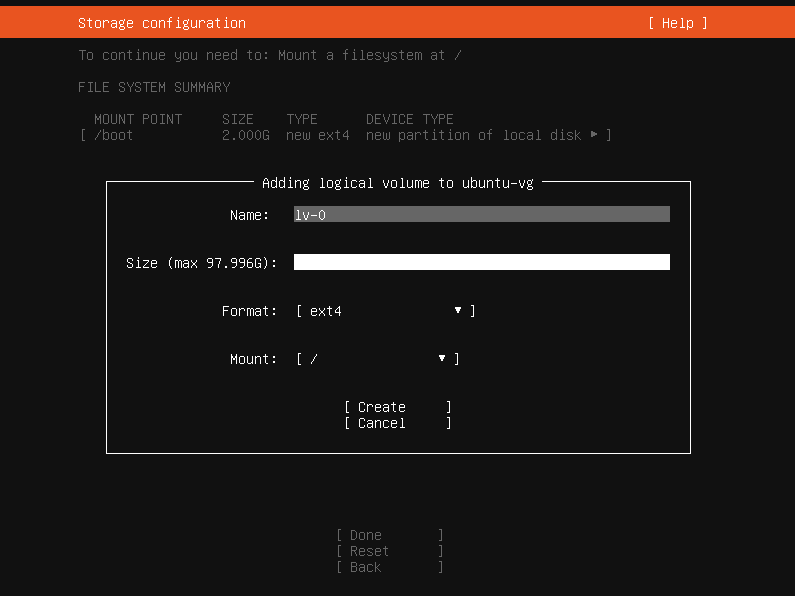 Storage configuration [ Help ]
To continue you need to: Mount a filesystem at /
FILE SYSTEM SUMMARY
MOUNT POINT SIZE TYPE DEVICE TYPE
[ /boot 2.000G new ext4 new partition of local disk ▸ ]
Adding logical volume to ubuntu-vg
Name: lv-0
Size (max 97.996G):
Format: [ ext4 ▾ ]
Mount: [ / ▾ ]
[ Create ]
[ Cancel ]
[ Done ]
[ Reset ]
[ Back ]